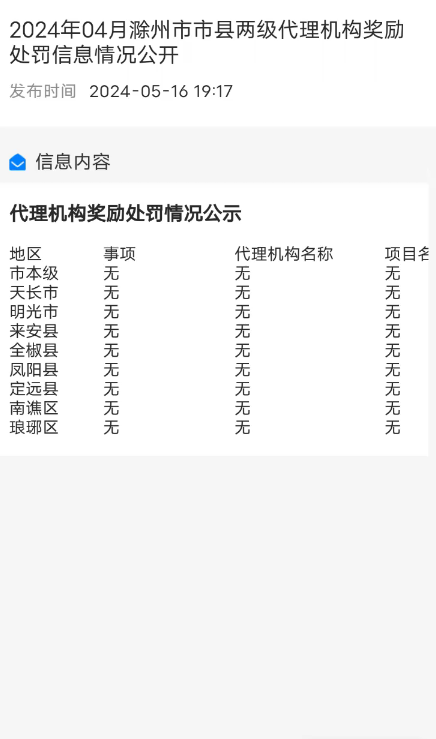 2024年04月滁州市市县两级代理机构奖励
处罚信息情况公开
发布时间 2024-05-16 19:17
信息内容
代理机构奖励处罚情况公示
地区 事项 代理机构名称 项目名
市本级 无 无 无
天长市 无 无 无
明光市 无 无 无
来安县 无 无 无
全椒县 无 无 无
凤阳县 无 无 无
定远县 无 无 无
南谯区 无 无 无
琅琊区 无 无 无